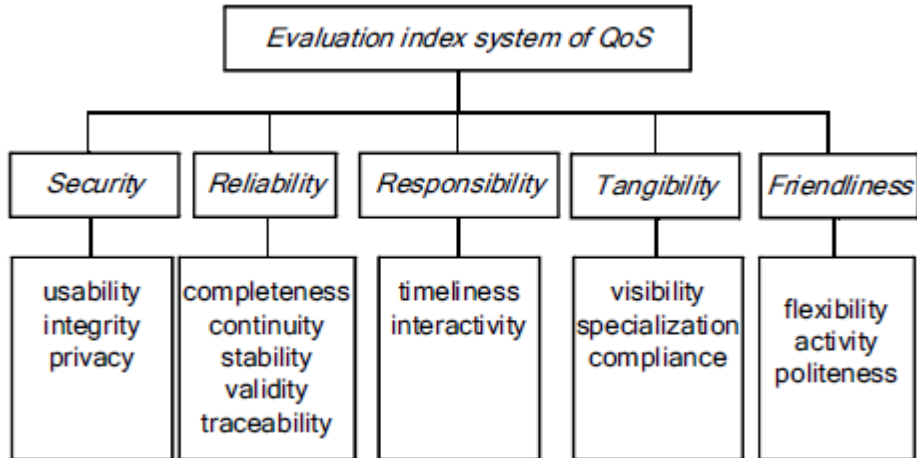 Evaluation index system of QoS
Security
Reliability
Responsibility
Tangibility
Friendliness
usability
integrity
privacy
completeness
continuity
stability
validity
traceability
timeliness
interactivity
visibility
specialization
compliance
flexibility
activity
politeness